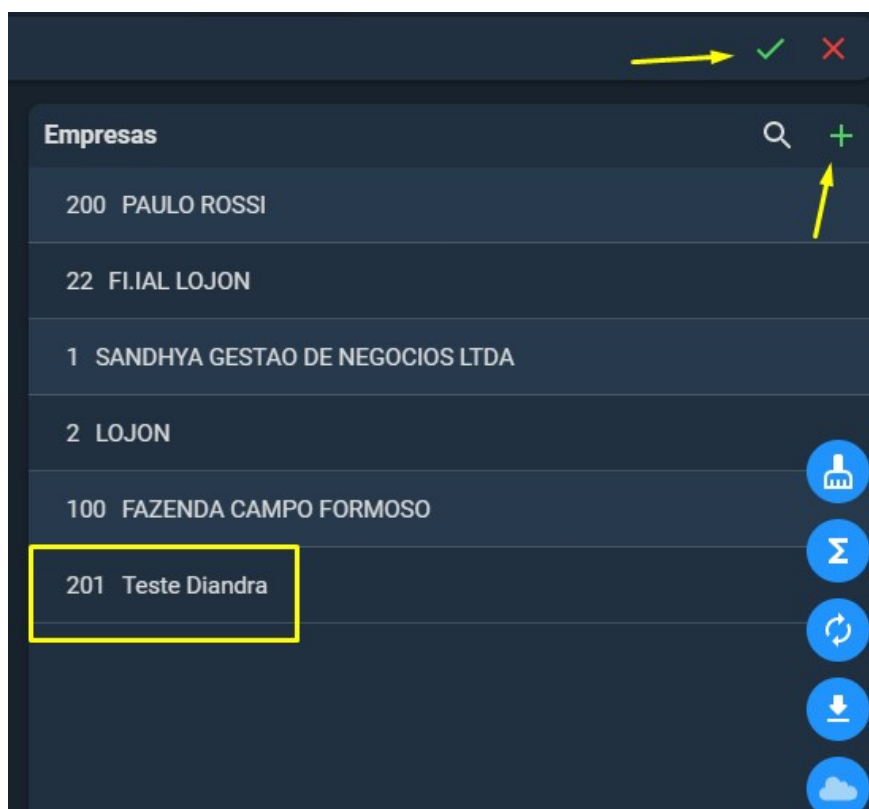 Empresas
200 PAULO ROSSI
22 FI.IAL LOJON
1 SANDHYA GESTAO DE NEGOCIOS LTDA
2 LOJON
100 FAZENDA CAMPO FORMOSO
201 Teste Diandra